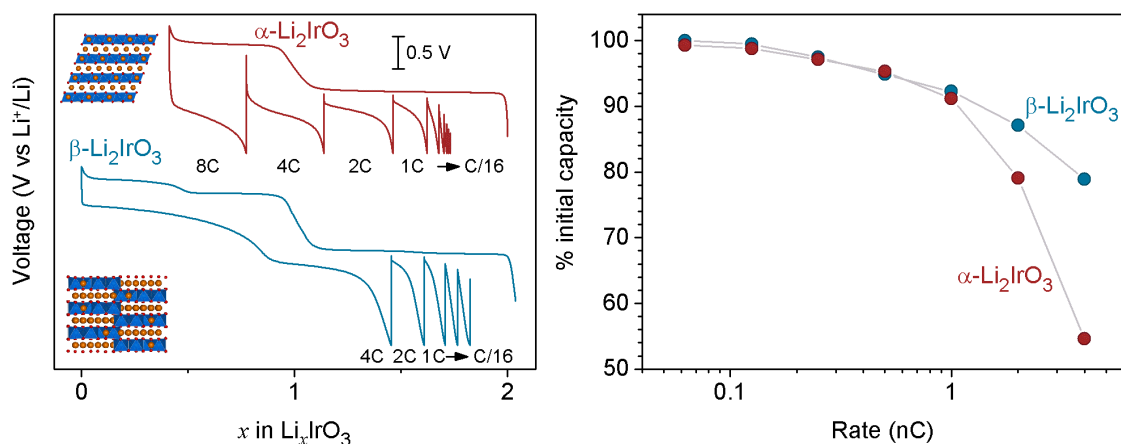 Voltage (V vs Li⁺/Li)
α-Li₂IrO₃
0.5 V
8C 4C 2C 1C → C/16
β-Li₂IrO₃
4C 2C 1C → C/16
0 1 2
x in LiₓIrO₃
% initial capacity
100
90
80
70
60
50
β-Li₂IrO₃
α-Li₂IrO₃
0.1 1
Rate (nC)